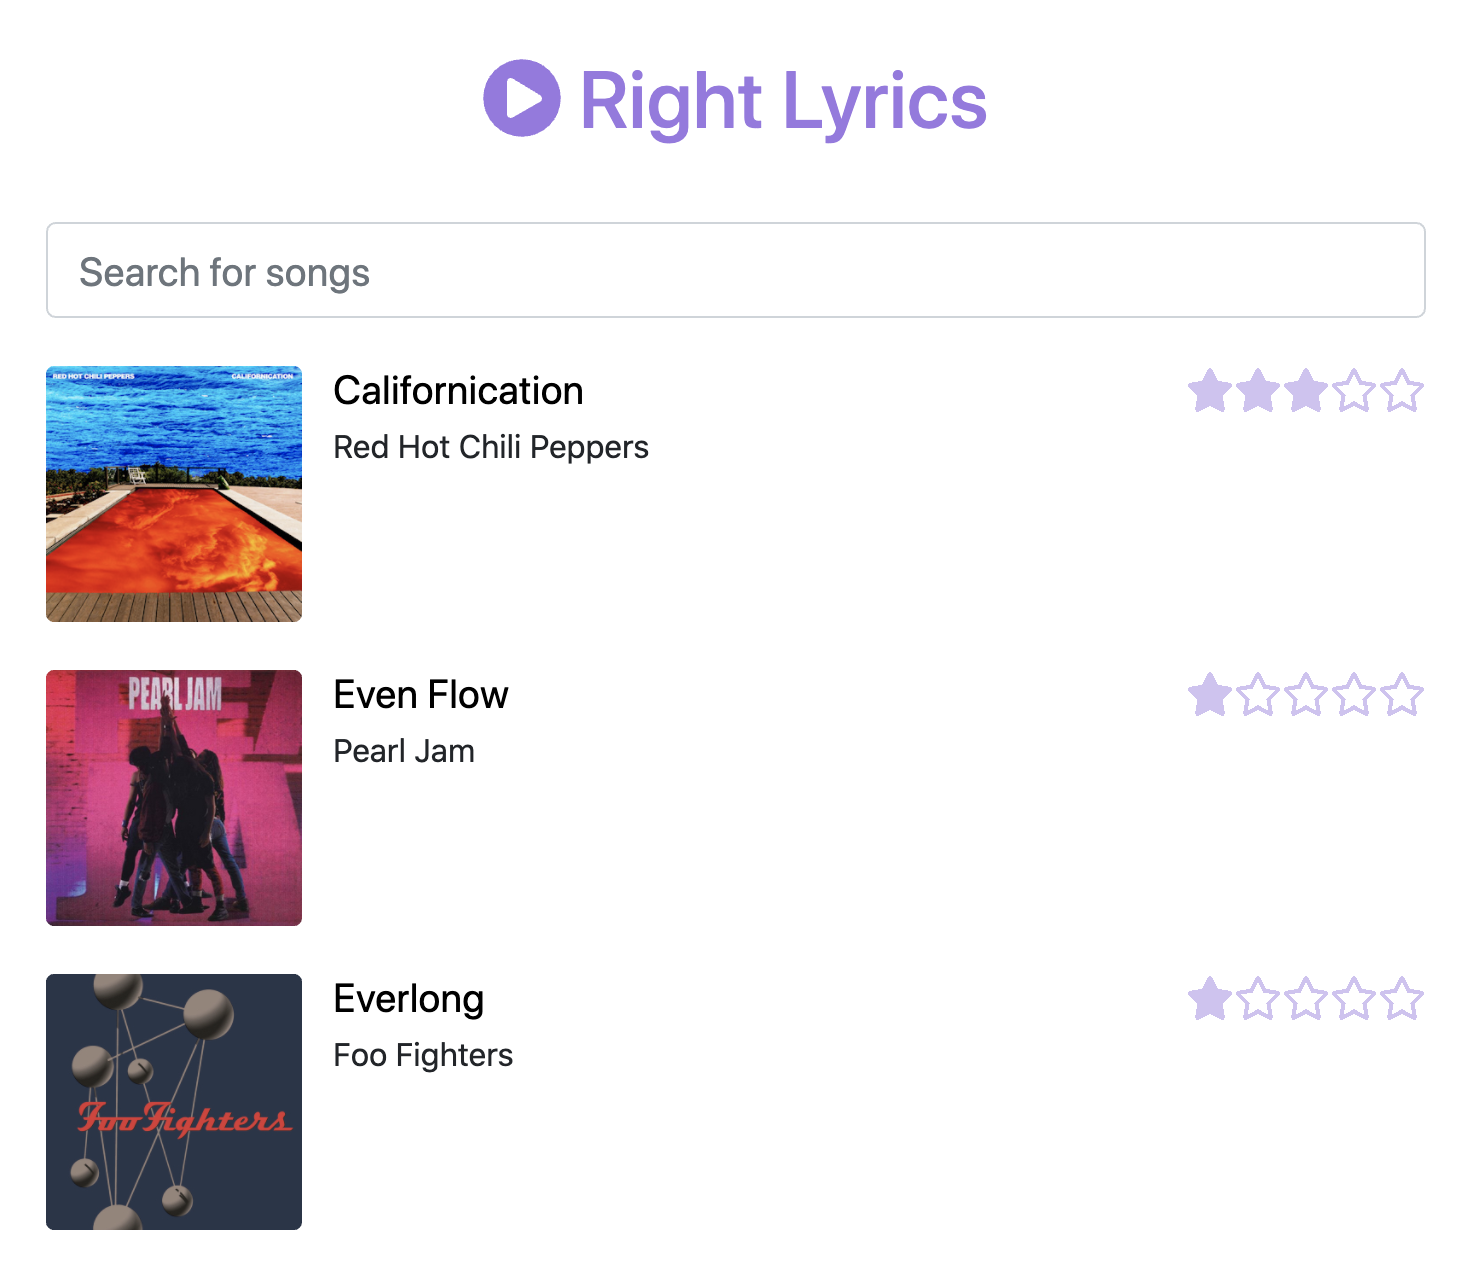 Right Lyrics
Search for songs
RED HOT CHILI PEPPERS CALIFORNICATION
Californication
Red Hot Chili Peppers
PEARL JAM
Even Flow
Pearl Jam
Everlong
Foo Fighters
Foo Fighters